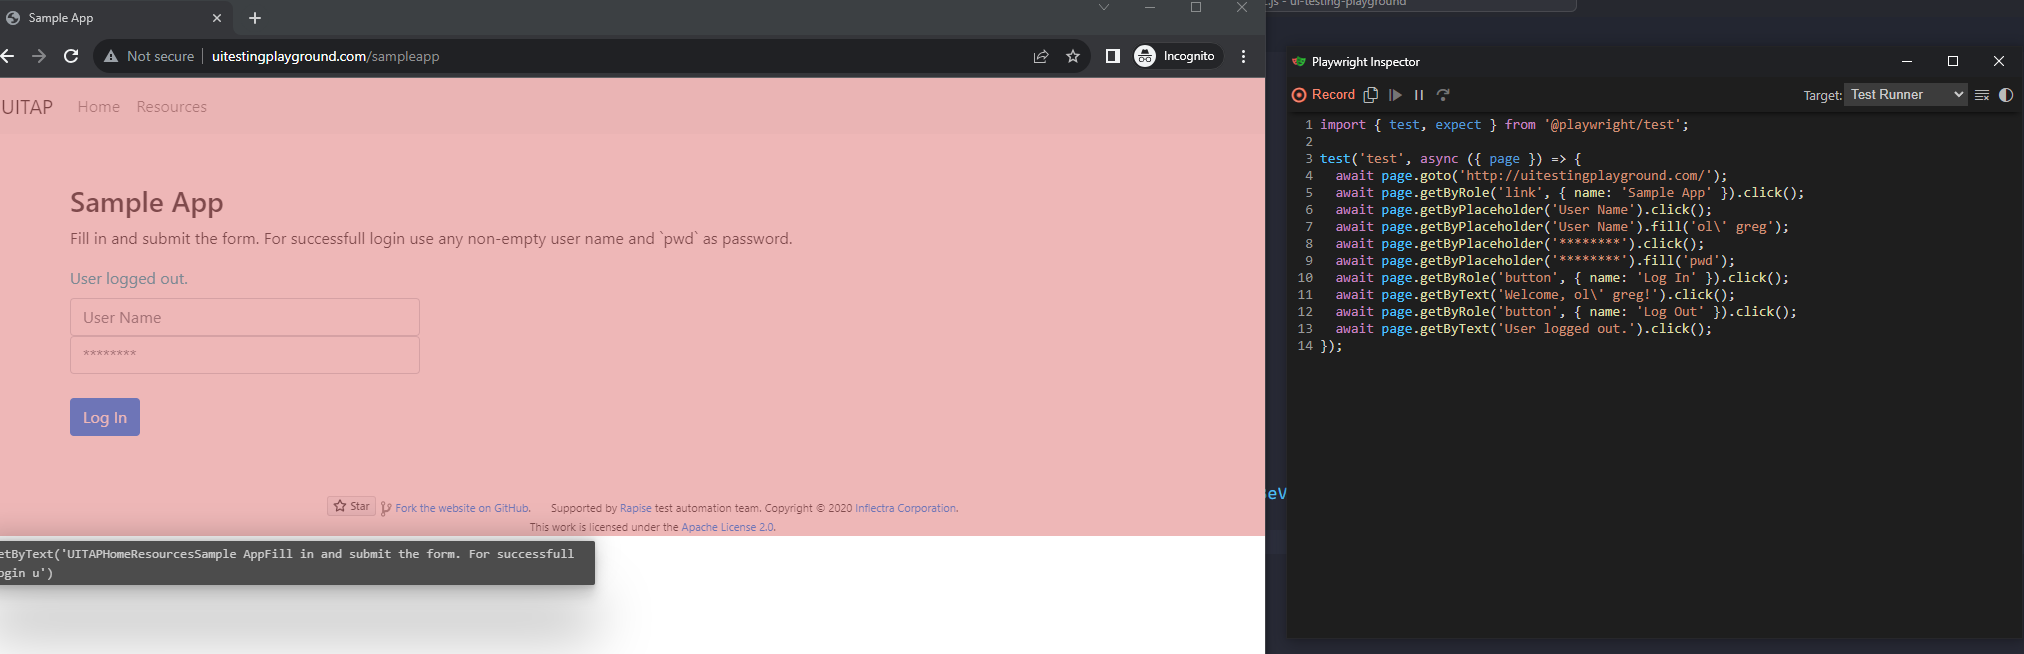 Sample App
Not secure
uitestingplayground.com/sampleapp
Incognito
UITAP
Home
Resources
Sample App
Fill in and submit the form. For successfull login use any non-empty user name and `pwd` as password.
User logged out.
User Name
********
Log In
Star
Fork the website on GitHub.
Supported by Rapise test automation team. Copyright © 2020 Inflectra Corporation.
This work is licensed under the Apache License 2.0.
etByText('UITAPHomeResourcesSample AppFill in and submit the form. For successfull
ogin u')
.js - ui-testing-playground
eV
Playwright Inspector
Record
Target:
Test Runner
1 import { test, expect } from '@playwright/test';
2
3 test('test', async ({ page }) => {
4 await page.goto('http://uitestingplayground.com/');
5 await page.getByRole('link', { name: 'Sample App' }).click();
6 await page.getByPlaceholder('User Name').click();
7 await page.getByPlaceholder('User Name').fill('ol\' greg');
8 await page.getByPlaceholder('********').click();
9 await page.getByPlaceholder('********').fill('pwd');
10 await page.getByRole('button', { name: 'Log In' }).click();
11 await page.getByText('Welcome, ol\' greg!').click();
12 await page.getByRole('button', { name: 'Log Out' }).click();
13 await page.getByText('User logged out.').click();
14 });